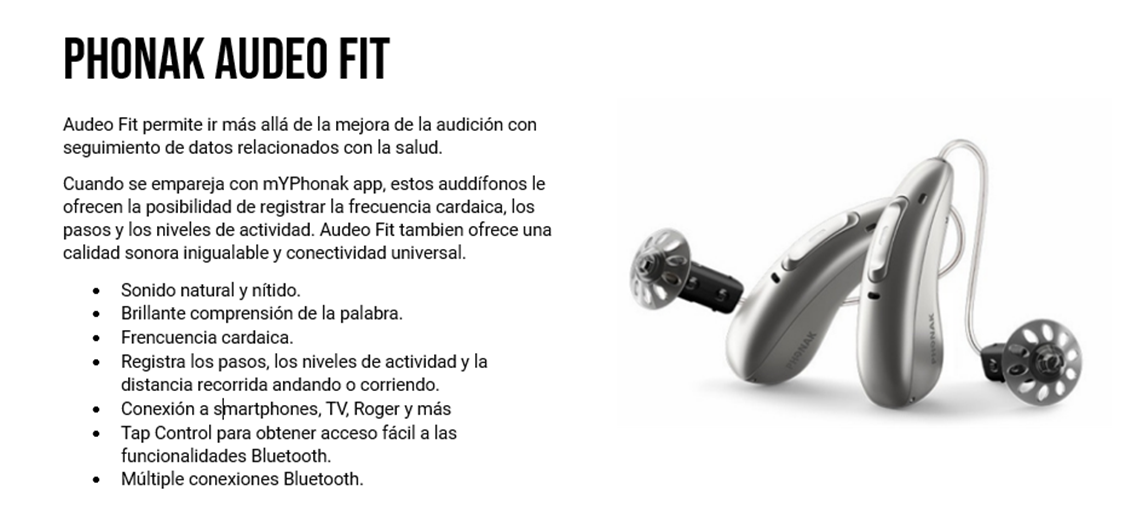 PHONAK AUDEO FIT
Audeo Fit permite ir más allá de la mejora de la audición con
seguimiento de datos relacionados con la salud.
Cuando se empareja con mYPhonak app, estos auddífonos le
ofrecen la posibilidad de registrar la frecuencia cardaica, los
pasos y los niveles de actividad. Audeo Fit tambien ofrece una
calidad sonora inigualable y conectividad universal.
• Sonido natural y nítido.
• Brillante comprensión de la palabra.
• Frencuencia cardaica.
• Registra los pasos, los niveles de actividad y la
distancia recorrida andando o corriendo.
• Conexión a smartphones, TV, Roger y más
• Tap Control para obtener acceso fácil a las
funcionalidades Bluetooth.
• Múltiple conexiones Bluetooth.
PHONAK
PHONAK